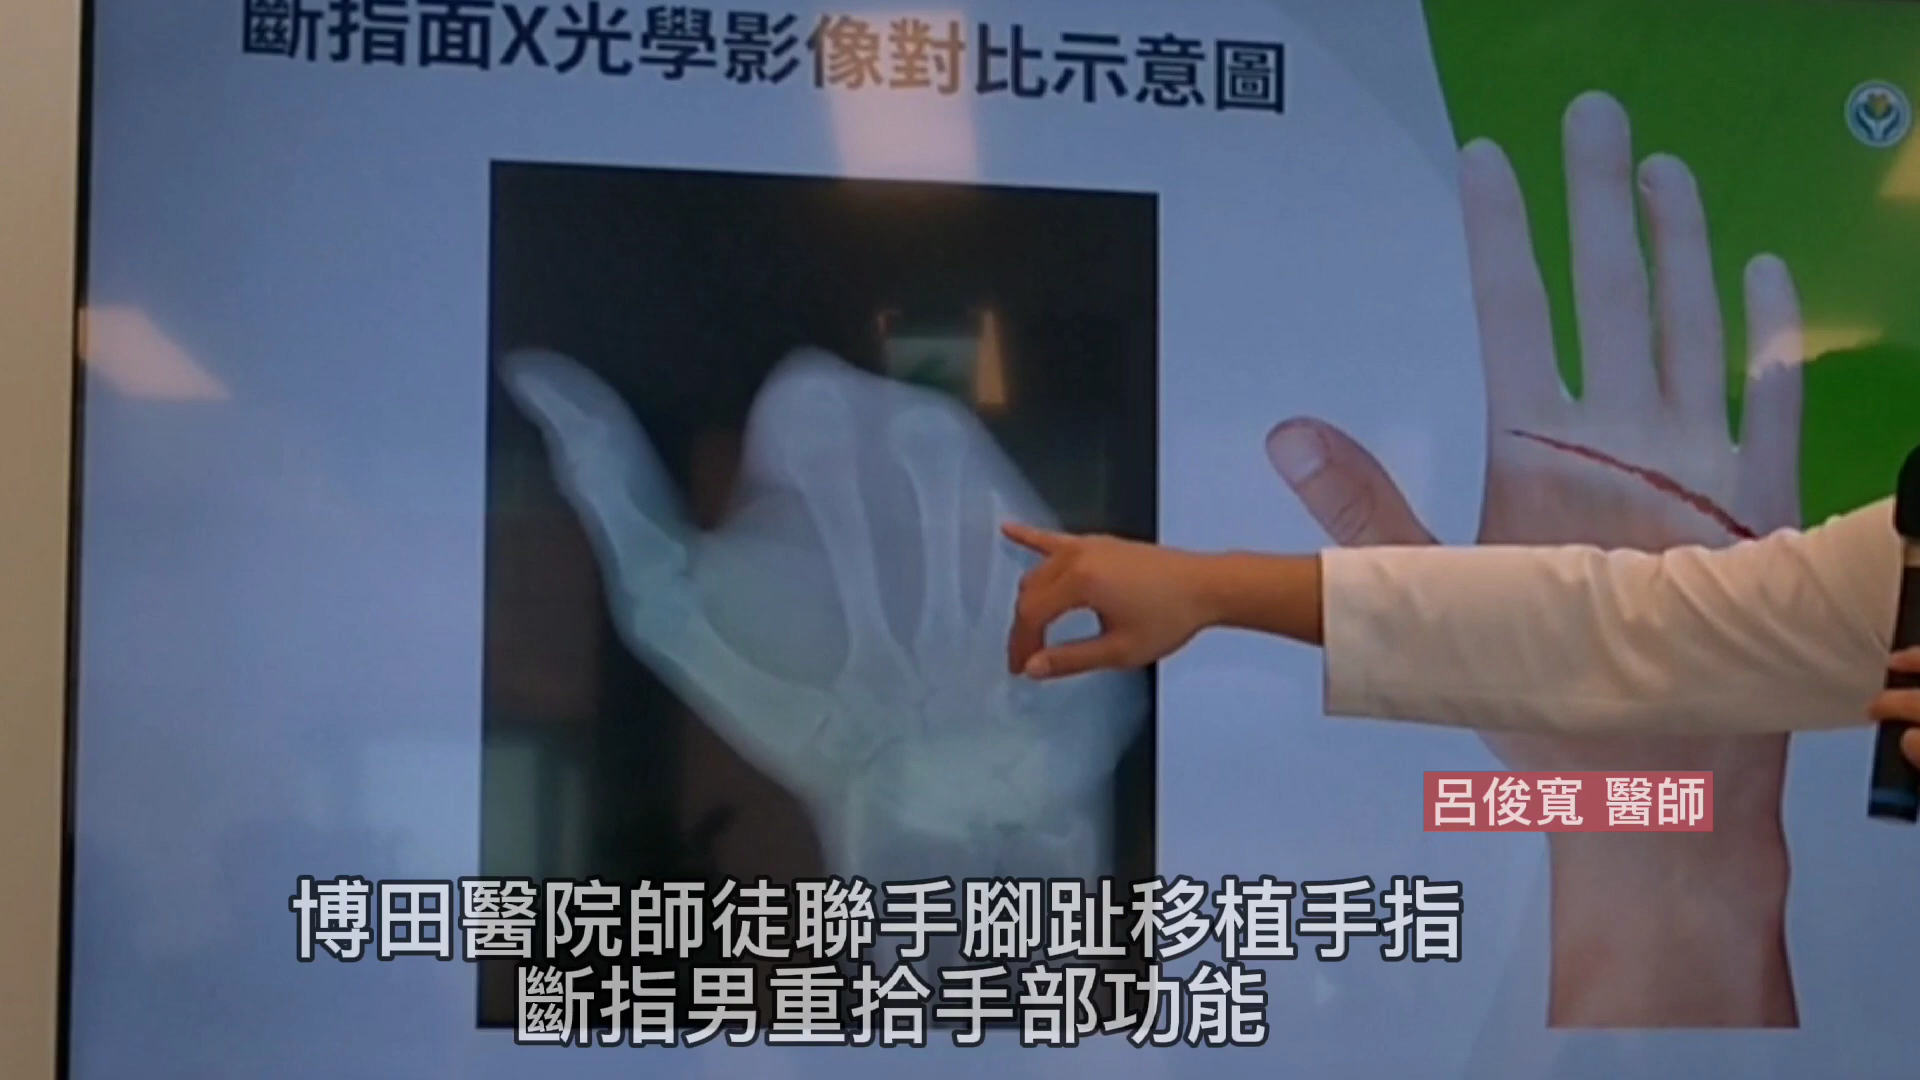 斷指面X光學影像對比示意圖
呂俊寬 醫師
博田醫院師徒聯手腳趾移植手指
斷指男重拾手部功能